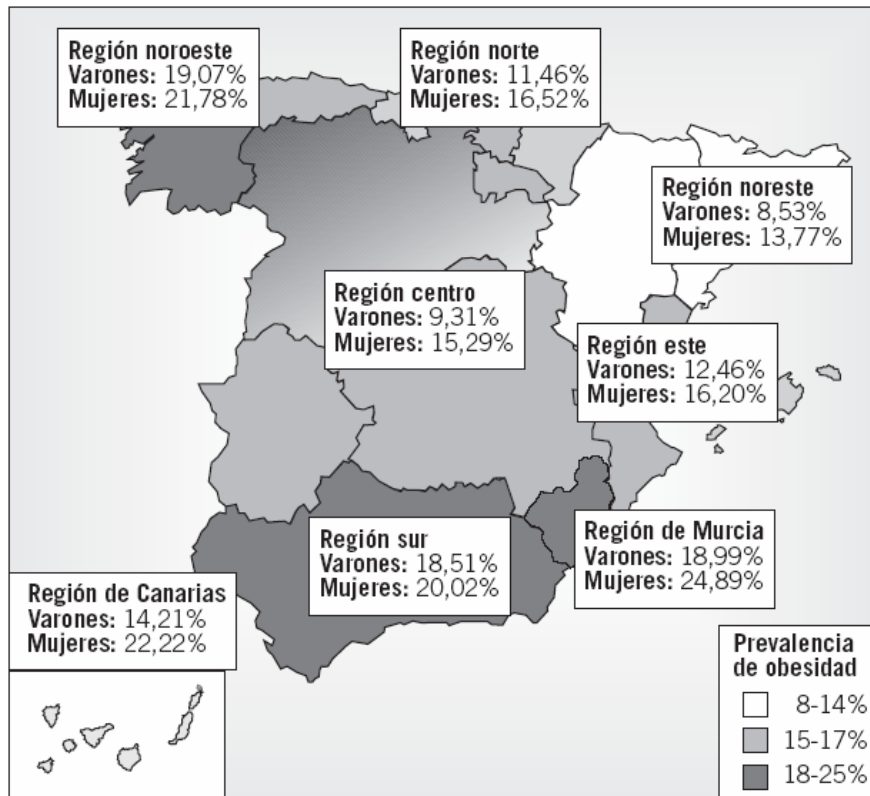 Región noroeste
Varones: 19,07%
Mujeres: 21,78%
Región norte
Varones: 11,46%
Mujeres: 16,52%
Región noreste
Varones: 8,53%
Mujeres: 13,77%
Región centro
Varones: 9,31%
Mujeres: 15,29%
Región este
Varones: 12,46%
Mujeres: 16,20%
Región sur
Varones: 18,51%
Mujeres: 20,02%
Región de Murcia
Varones: 18,99%
Mujeres: 24,89%
Región de Canarias
Varones: 14,21%
Mujeres: 22,22%
Prevalencia
de obesidad
8-14%
15-17%
18-25%